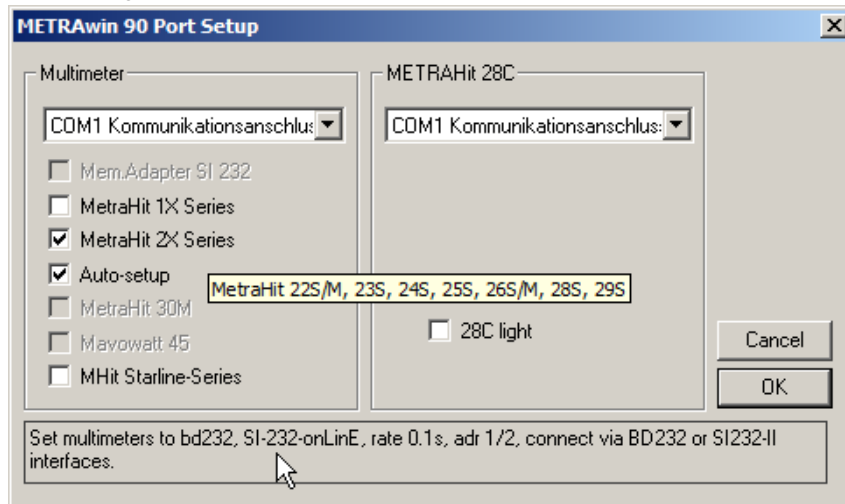 METRAwin 90 Port Setup
Multimeter
COM1 Kommunikationsanschlus
Mem.Adapter SI 232
MetraHit 1X Series
MetraHit 2X Series
Auto-setup
MetraHit 22S/M, 23S, 24S, 25S, 26S/M, 28S, 29S
MetraHit 30M
Mavowatt 45
MHit Starline-Series
METRAHit 28C
COM1 Kommunikationsanschlus
28C light
Cancel
OK
Set multimeters to bd232, SI-232-onLinE, rate 0.1s, adr 1/2, connect via BD232 or SI232-II
interfaces.